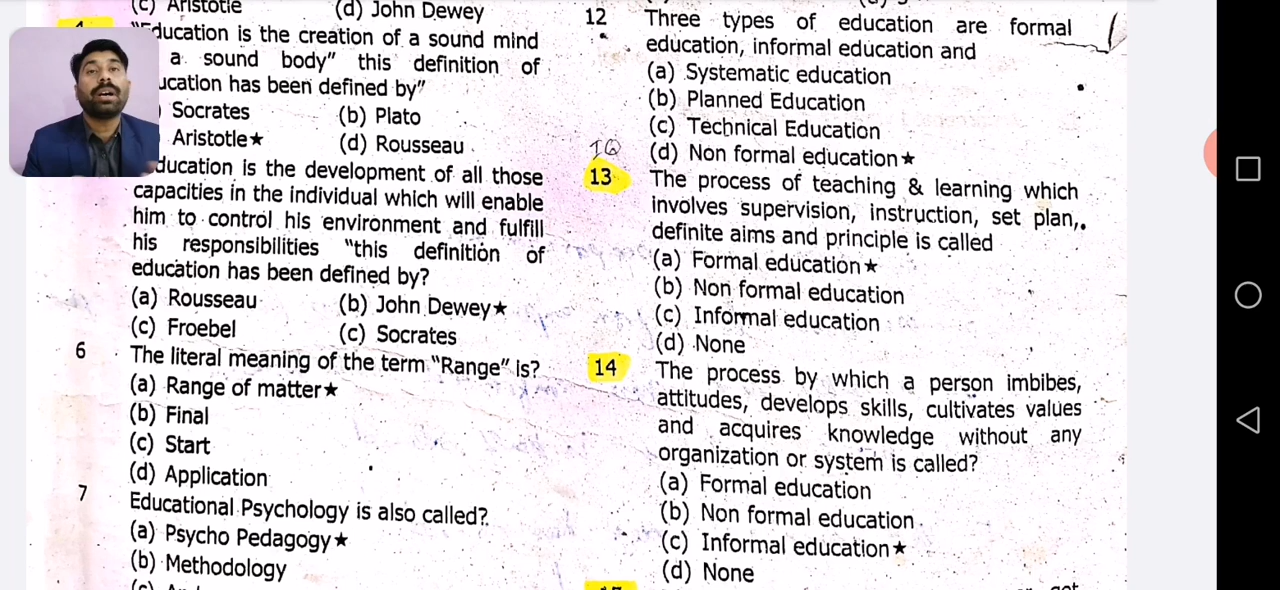 (c) Aristotle (d) John Dewey
4 "Education is the creation of a sound mind
a sound body" this definition of
ucation has been defined by"
Socrates (b) Plato
Aristotle★ (d) Rousseau
ducation is the development of all those
capacities in the individual which will enable
him to control his environment and fulfill
his responsibilities "this definition of
education has been defined by?
(a) Rousseau (b) John Dewey★
(c) Froebel (c) Socrates
6 The literal meaning of the term "Range" is?
(a) Range of matter★
(b) Final
(c) Start
(d) Application
7 Educational Psychology is also called?
(a) Psycho Pedagogy★
(b) Methodology
12 Three types of education are formal
education, informal education and
(a) Systematic education
(b) Planned Education
(c) Technical Education
(d) Non formal education★
13 The process of teaching & learning which
involves supervision, instruction, set plan,
definite aims and principle is called
(a) Formal education★
(b) Non formal education
(c) Informal education
(d) None
14 The process by which a person imbibes,
attitudes, develops skills, cultivates values
and acquires knowledge without any
organization or system is called?
(a) Formal education
(b) Non formal education
(c) Informal education★
(d) None